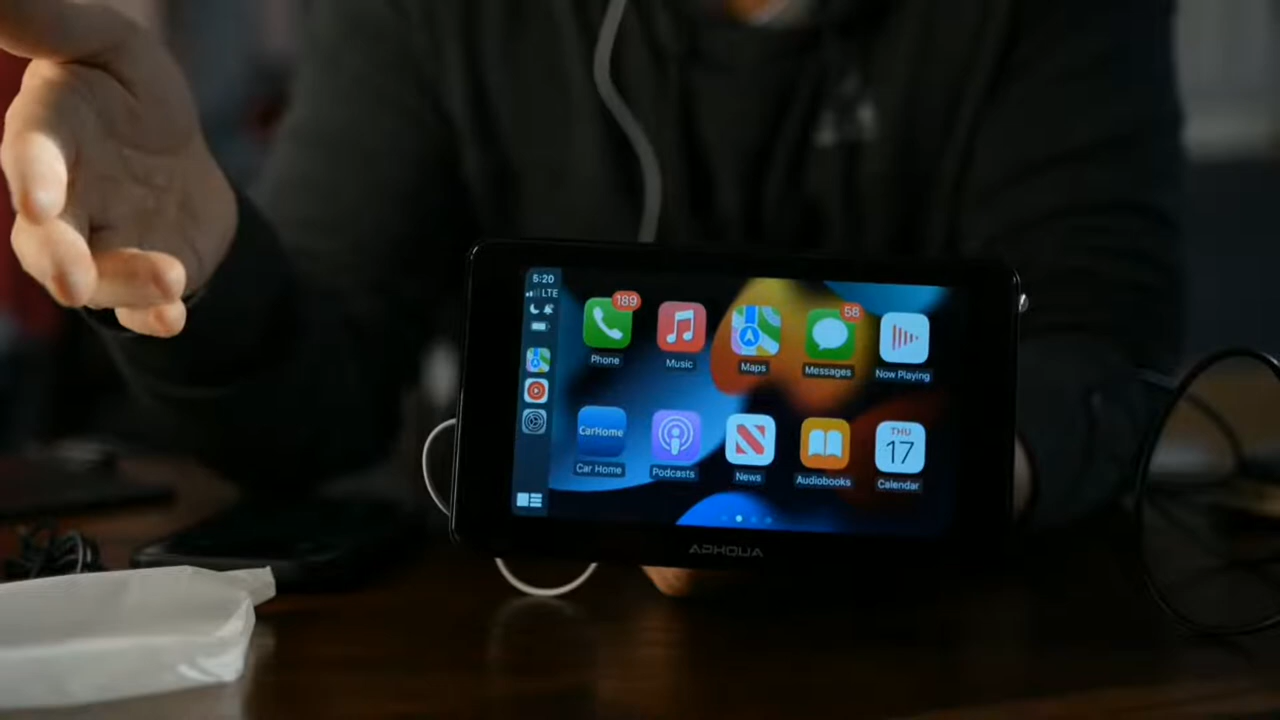 5:20
LTE
189
58
Phone
Music
Maps
Messages
Now Playing
CarHome
THU
17
Car Home
Podcasts
News
Audiobooks
Calendar